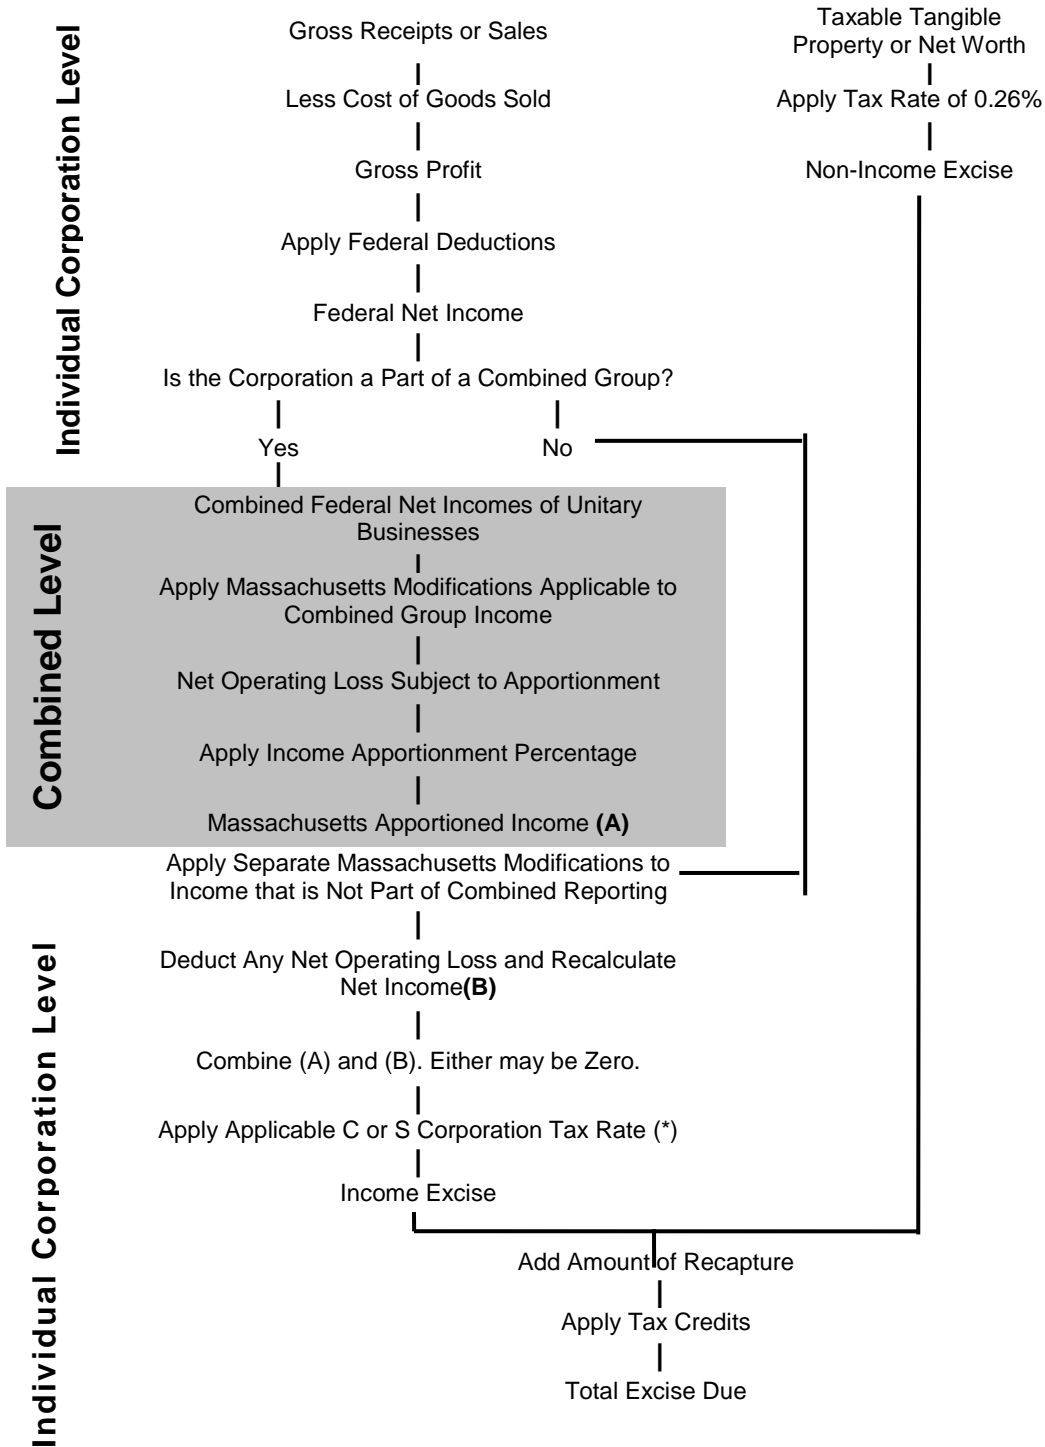 Individual Corporation Level
Gross Receipts or Sales
Less Cost of Goods Sold
Gross Profit
Apply Federal Deductions
Federal Net Income
Is the Corporation a Part of a Combined Group?
Yes
No
Taxable Tangible
Property or Net Worth
Apply Tax Rate of 0.26%
Non-Income Excise
Combined Level
Combined Federal Net Incomes of Unitary
Businesses
Apply Massachusetts Modifications Applicable to
Combined Group Income
Net Operating Loss Subject to Apportionment
Apply Income Apportionment Percentage
Massachusetts Apportioned Income (A)
Individual Corporation Level
Apply Separate Massachusetts Modifications to
Income that is Not Part of Combined Reporting
Deduct Any Net Operating Loss and Recalculate
Net Income(B)
Combine (A) and (B). Either may be Zero.
Apply Applicable C or S Corporation Tax Rate (*)
Income Excise
Add Amount of Recapture
Apply Tax Credits
Total Excise Due